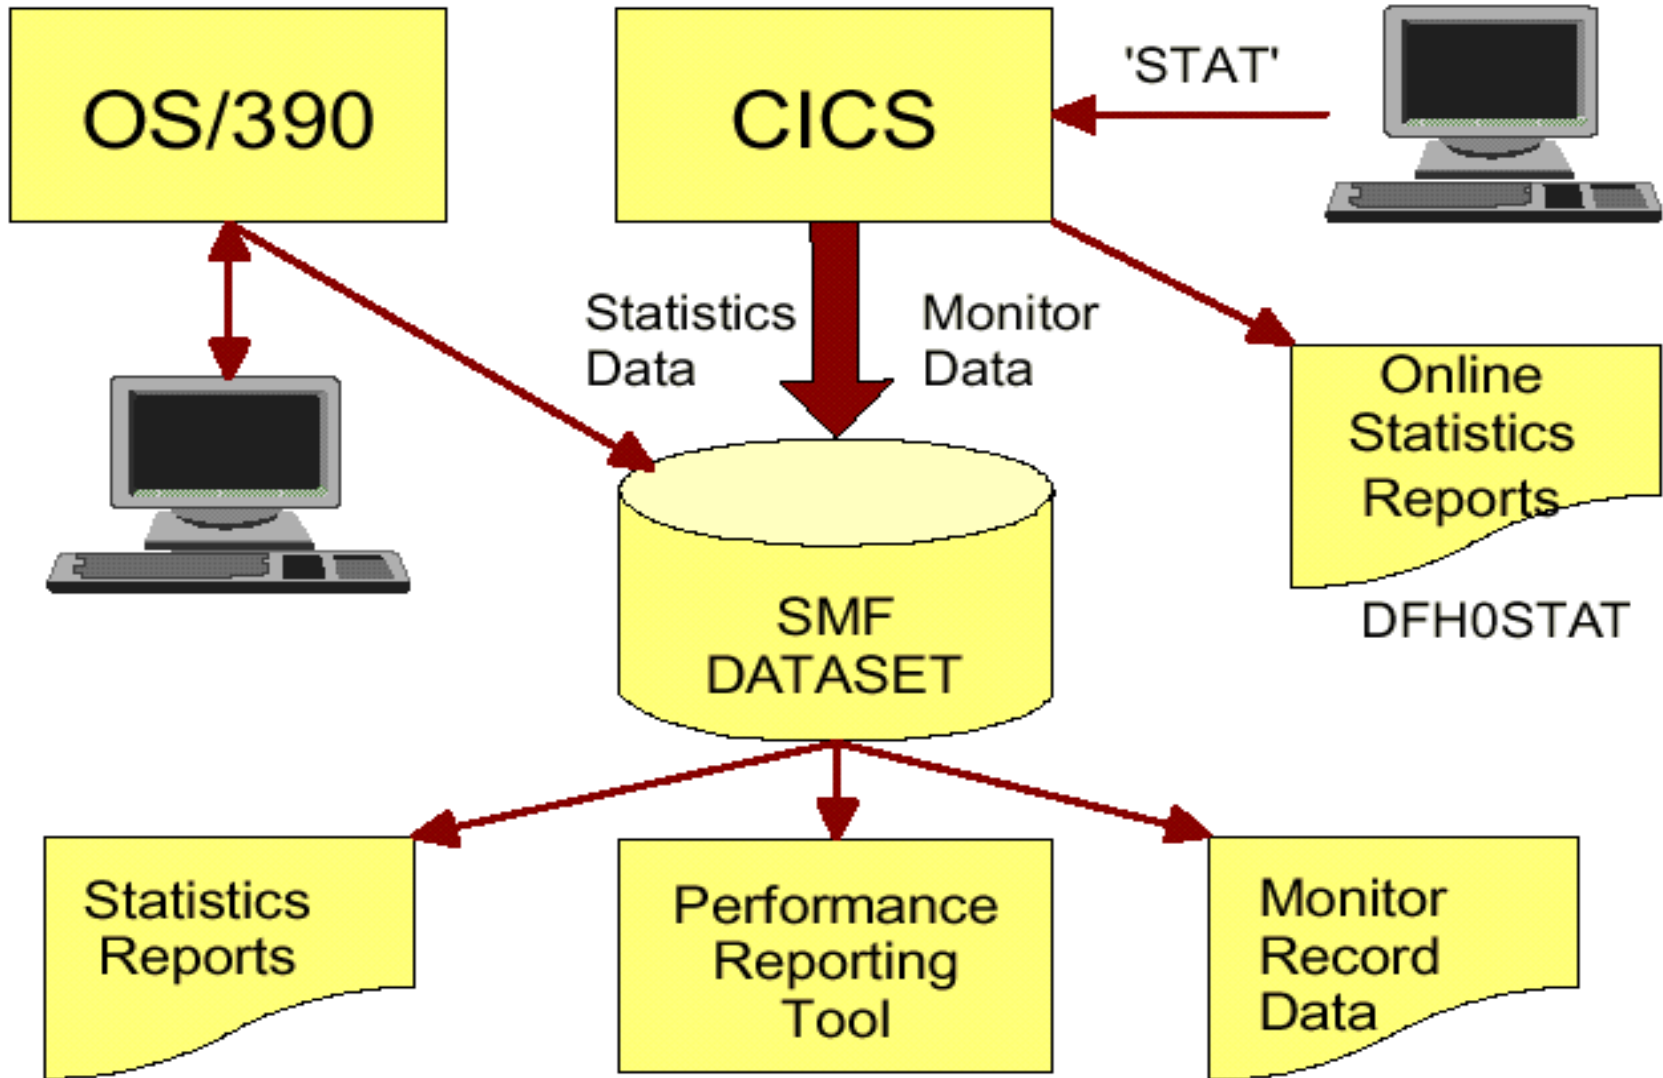 OS/390
CICS
'STAT'
Statistics
Data
Monitor
Data
Online
Statistics
Reports
DFH0STAT
SMF
DATASET
Statistics
Reports
Performance
Reporting
Tool
Monitor
Record
Data